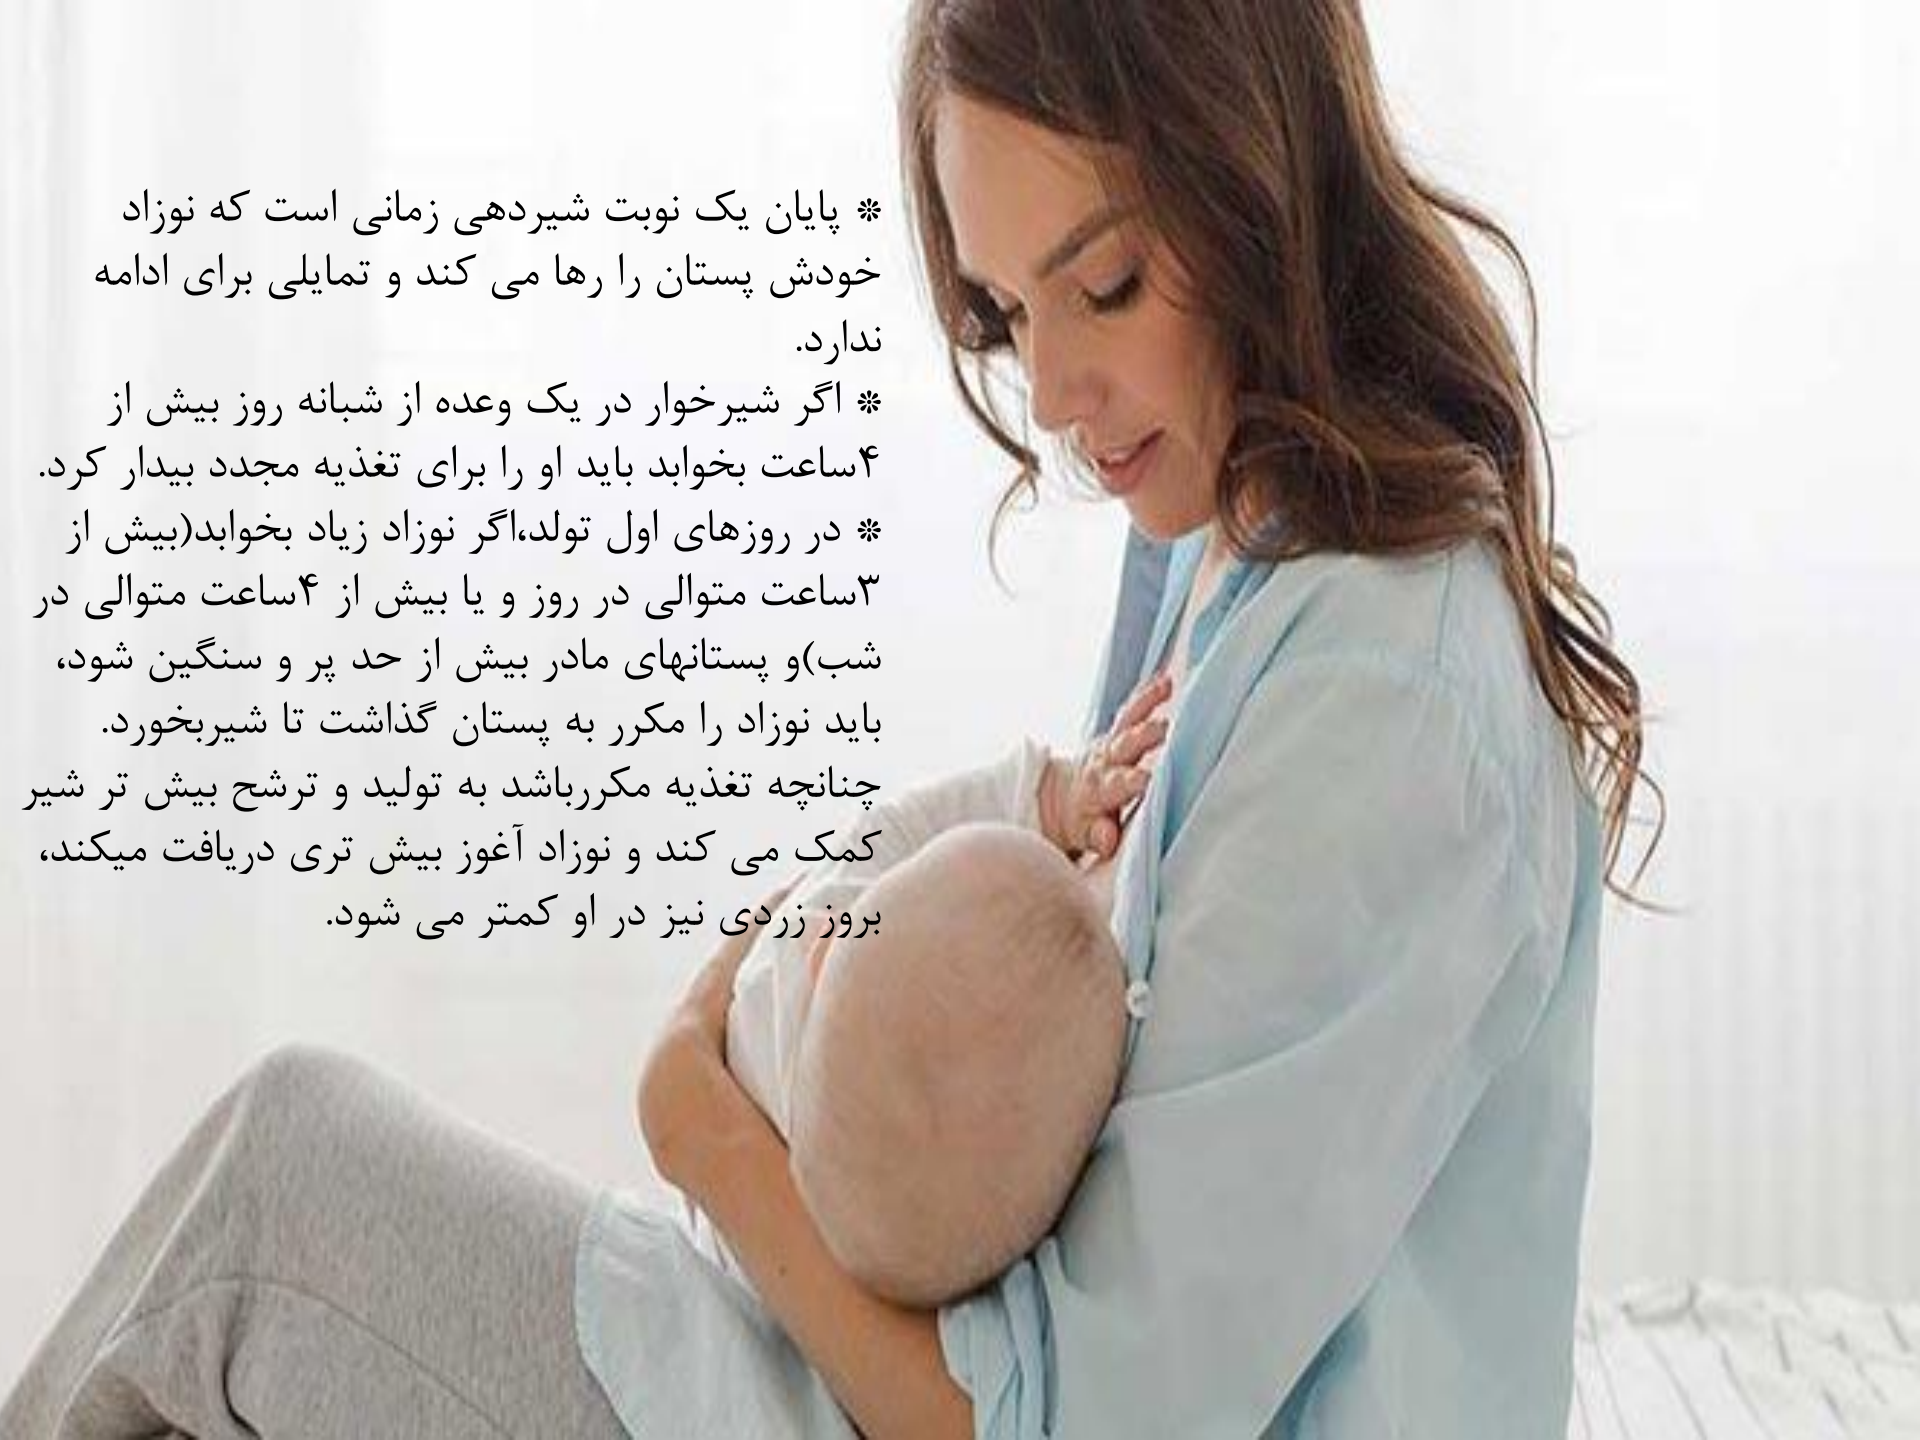 ❊ پایان یک نوبت شیردهی زمانی است که نوزاد
خودش پستان را رها می کند و تمایلی برای ادامه
ندارد.
❊ اگر شیرخوار در یک وعده از شبانه روز بیش از
۴ساعت بخوابد باید او را برای تغذیه مجدد بیدار کرد.
❊ در روزهای اول تولد،اگر نوزاد زیاد بخوابد(بیش از
۳ساعت متوالی در روز و یا بیش از ۴ساعت متوالی در
شب)و پستانهای مادر بیش از حد پر و سنگین شود،
باید نوزاد را مکرر به پستان گذاشت تا شیربخورد.
چنانچه تغذیه مکررباشد به تولید و ترشح بیش تر شیر
کمک می کند و نوزاد آغوز بیش تری دریافت میکند،
بروز زردی نیز در او کمتر می شود.